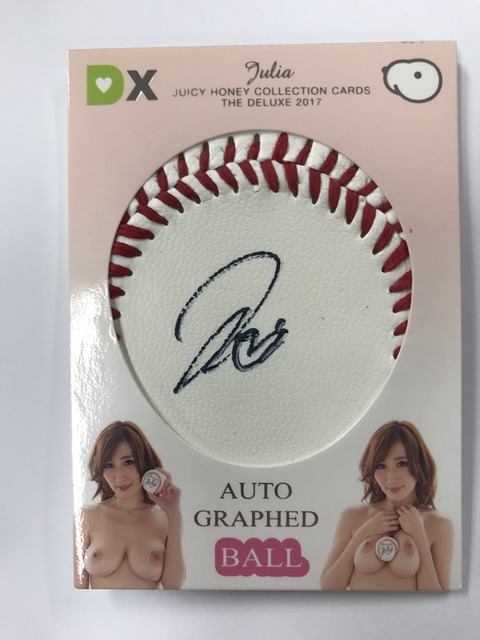 DX
Julia
JUICY HONEY COLLECTION CARDS
THE DELUXE 2017
AUTO
GRAPHED
BALL